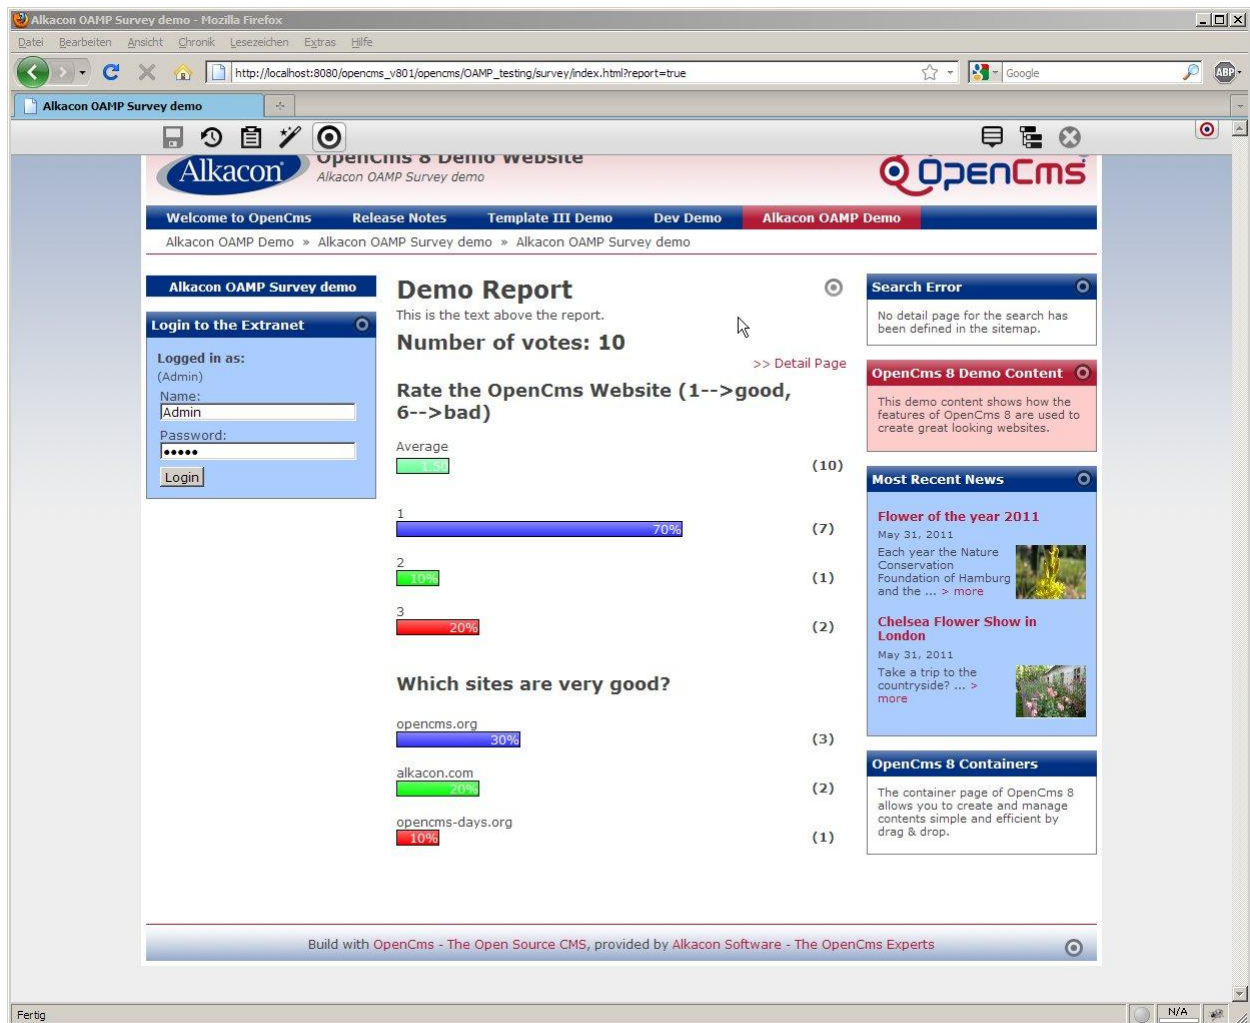 Alkacon OAMP Survey demo - Mozilla Firefox
Datei Bearbeiten Ansicht Chronik Lesezeichen Extras Hilfe
http://localhost:8080/opencms_v801/opencms/OAMP_testing/survey/index.html?report=true
Google
ABP
Alkacon OAMP Survey demo
Alkacon
OpenCms 8 Demo Website
Alkacon OAMP Survey demo
OpenCms
Welcome to OpenCms Release Notes Template III Demo Dev Demo Alkacon OAMP Demo
Alkacon OAMP Demo » Alkacon OAMP Survey demo » Alkacon OAMP Survey demo
Alkacon OAMP Survey demo
Login to the Extranet
Logged in as:
(Admin)
Name:
Admin
Password:
•••••
Login
Demo Report
This is the text above the report.
Number of votes: 10
>> Detail Page
Rate the OpenCms Website (1-->good,
6-->bad)
Average
1.50 (10)
1
70% (7)
2
10% (1)
3
20% (2)
Which sites are very good?
opencms.org
30% (3)
alkacon.com
20% (2)
opencms-days.org
10% (1)
Search Error
No detail page for the search has
been defined in the sitemap.
OpenCms 8 Demo Content
This demo content shows how the
features of OpenCms 8 are used to
create great looking websites.
Most Recent News
Flower of the year 2011
May 31, 2011
Each year the Nature
Conservation
Foundation of Hamburg
and the ... > more
Chelsea Flower Show in
London
May 31, 2011
Take a trip to the
countryside? ... >
more
OpenCms 8 Containers
The container page of OpenCms 8
allows you to create and manage
contents simple and efficient by
drag & drop.
Build with OpenCms - The Open Source CMS, provided by Alkacon Software - The OpenCms Experts
Fertig
N/A